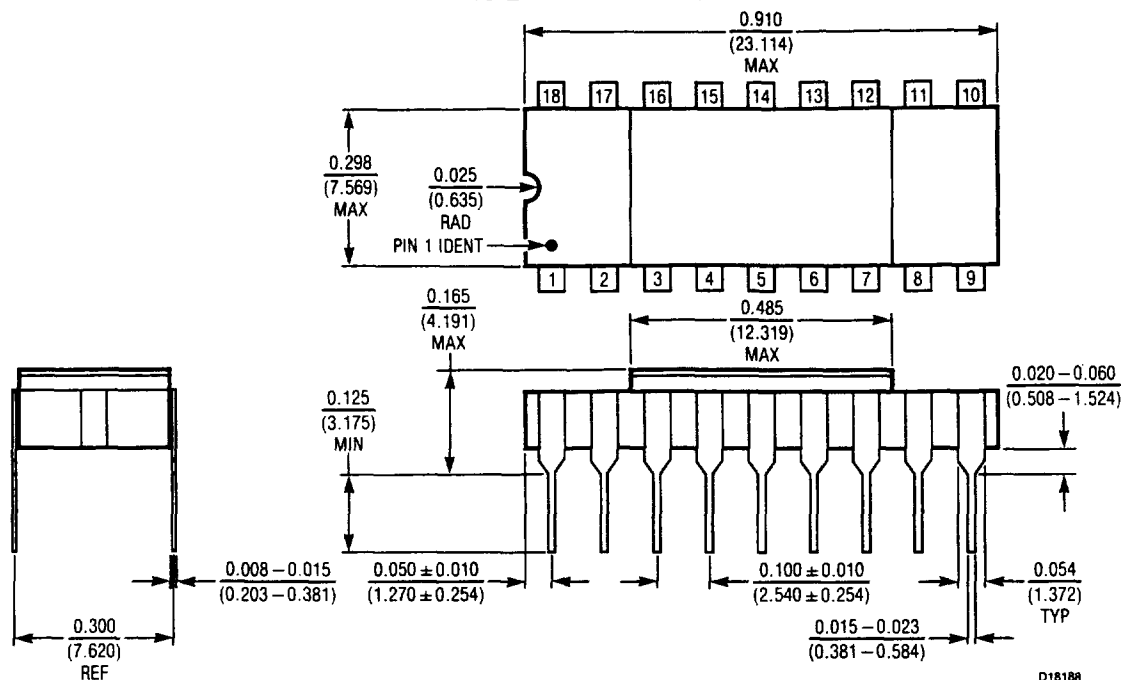 0.910
(23.114)
MAX
18 17 16 15 14 13 12 11 10
0.298
(7.569)
MAX
0.025
(0.635)
RAD
PIN 1 IDENT
1 2 3 4 5 6 7 8 9
0.165
(4.191)
MAX
0.485
(12.319)
MAX
0.020 – 0.060
(0.508 – 1.524)
0.125
(3.175)
MIN
0.008 – 0.015
(0.203 – 0.381)
0.050 ± 0.010
(1.270 ± 0.254)
0.100 ± 0.010
(2.540 ± 0.254)
0.054
(1.372)
TYP
0.300
(7.620)
REF
0.015 – 0.023
(0.381 – 0.584)
D18188